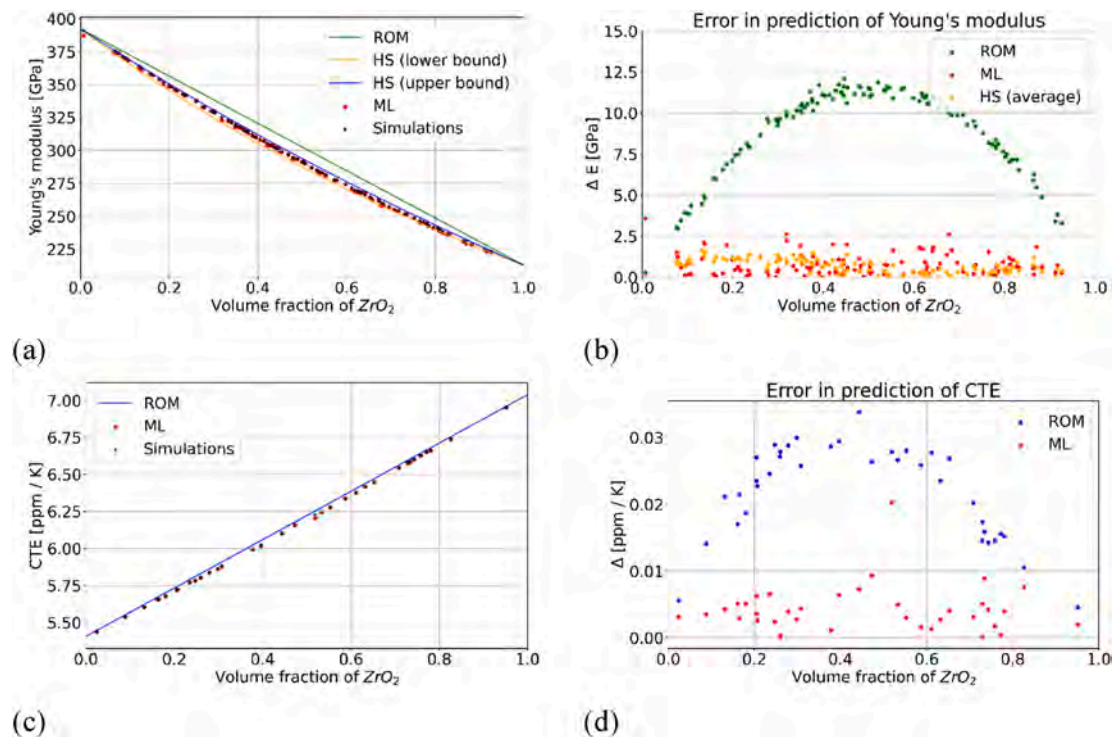 400
375
350
325
300
275
250
225
Young's modulus [GPa]
ROM
HS (lower bound)
HS (upper bound)
ML
Simulations
0.0 0.2 0.4 0.6 0.8 1.0
Volume fraction of ZrO₂
(a)
Error in prediction of Young's modulus
15.0
12.5
10.0
7.5
5.0
2.5
0.0
Δ E [GPa]
ROM
ML
HS (average)
0.0 0.2 0.4 0.6 0.8 1.0
Volume fraction of ZrO₂
(b)
7.00
6.75
6.50
6.25
6.00
5.75
5.50
CTE [ppm / K]
ROM
ML
Simulations
0.0 0.2 0.4 0.6 0.8 1.0
Volume fraction of ZrO₂
(c)
Error in prediction of CTE
0.03
0.02
0.01
0.00
Δ [ppm / K]
ROM
ML
0.0 0.2 0.4 0.6 0.8 1.0
Volume fraction of ZrO₂
(d)